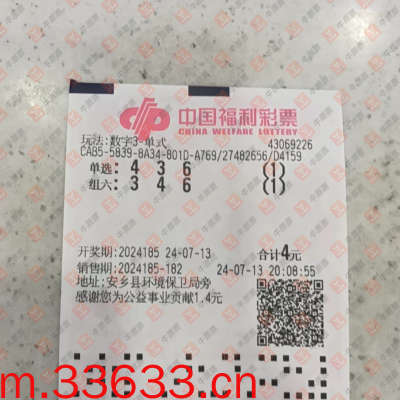 中国福利彩票
CHINA WELFARE LOTTERY
玩法:数字3-单式 43069226
CAB5-5839-8A34-801D-A769/27482656/D4159
单选: 4 3 6 (1)
组六: 3 4 6 (1)
开奖期:2024185 24-07-13 合计4元
销售期:2024185-182 24-07-13 20:08:55
地址:安乡县环境保卫局旁
感谢您为公益事业贡献1.4元
m.33633.cn